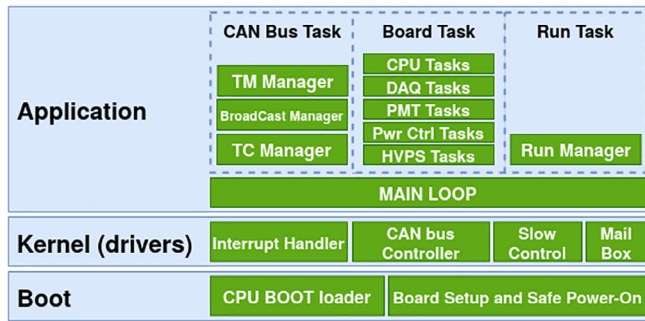 CAN Bus Task
Board Task
Run Task
Application
TM Manager
BroadCast Manager
TC Manager
CPU Tasks
DAQ Tasks
PMT Tasks
Pwr Ctrl Tasks
HVPS Tasks
Run Manager
MAIN LOOP
Kernel (drivers)
Interrupt Handler
CAN bus
Controller
Slow
Control
Mail
Box
Boot
CPU BOOT loader
Board Setup and Safe Power-On